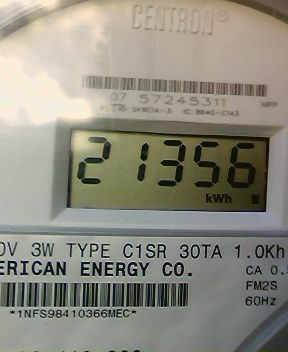 CENTRON®
07 57245311
21356
kWh
3W TYPE C1SR 30TA 1.0Kh
ERICAN ENERGY CO.
CA 0.
FM2S
60Hz
*1NFS98410366MEC*